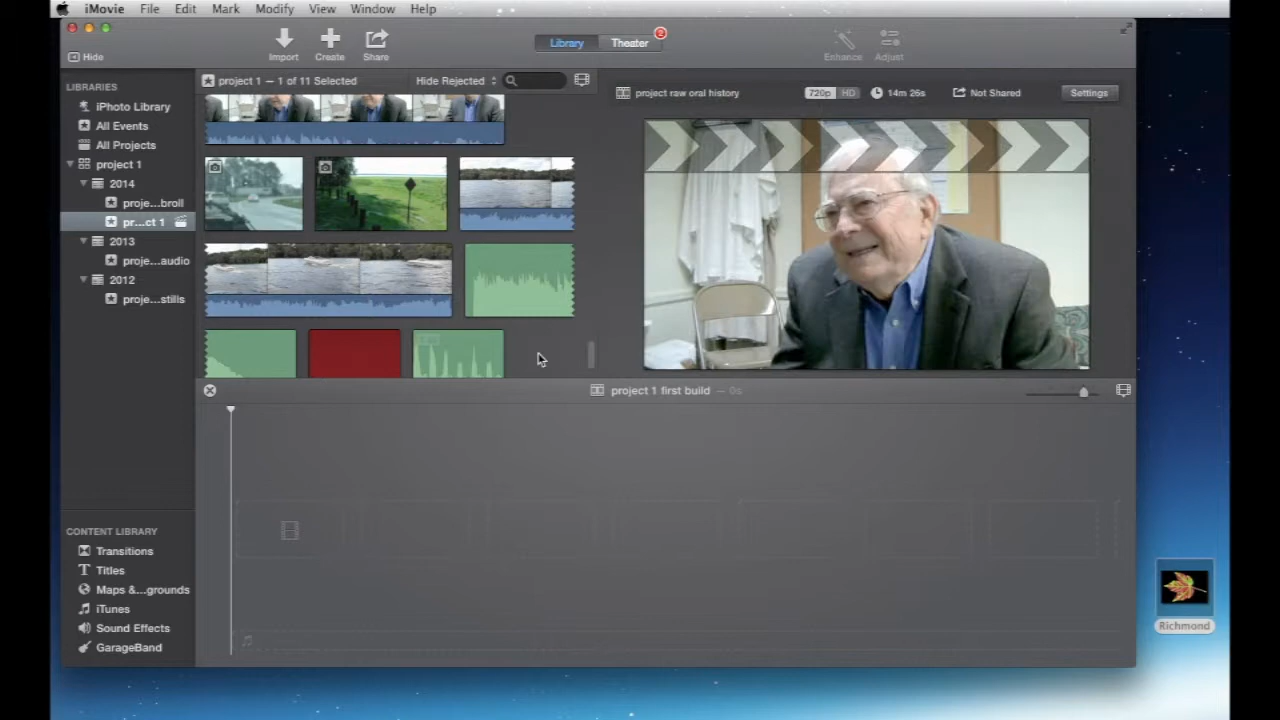 iMovie File Edit Mark Modify View Window Help
Hide
Import
Create
Share
Library
Theater
2
Enhance
Adjust
LIBRARIES
iPhoto Library
All Events
All Projects
project 1
2014
proje...broll
pr...ct 1
2013
proje...audio
2012
proje...stills
project 1 — 1 of 11 Selected
Hide Rejected
project raw oral history
720p HD
14m 26s
Not Shared
Settings
project 1 first build — 0s
CONTENT LIBRARY
Transitions
Titles
Maps &...grounds
iTunes
Sound Effects
GarageBand
Richmond